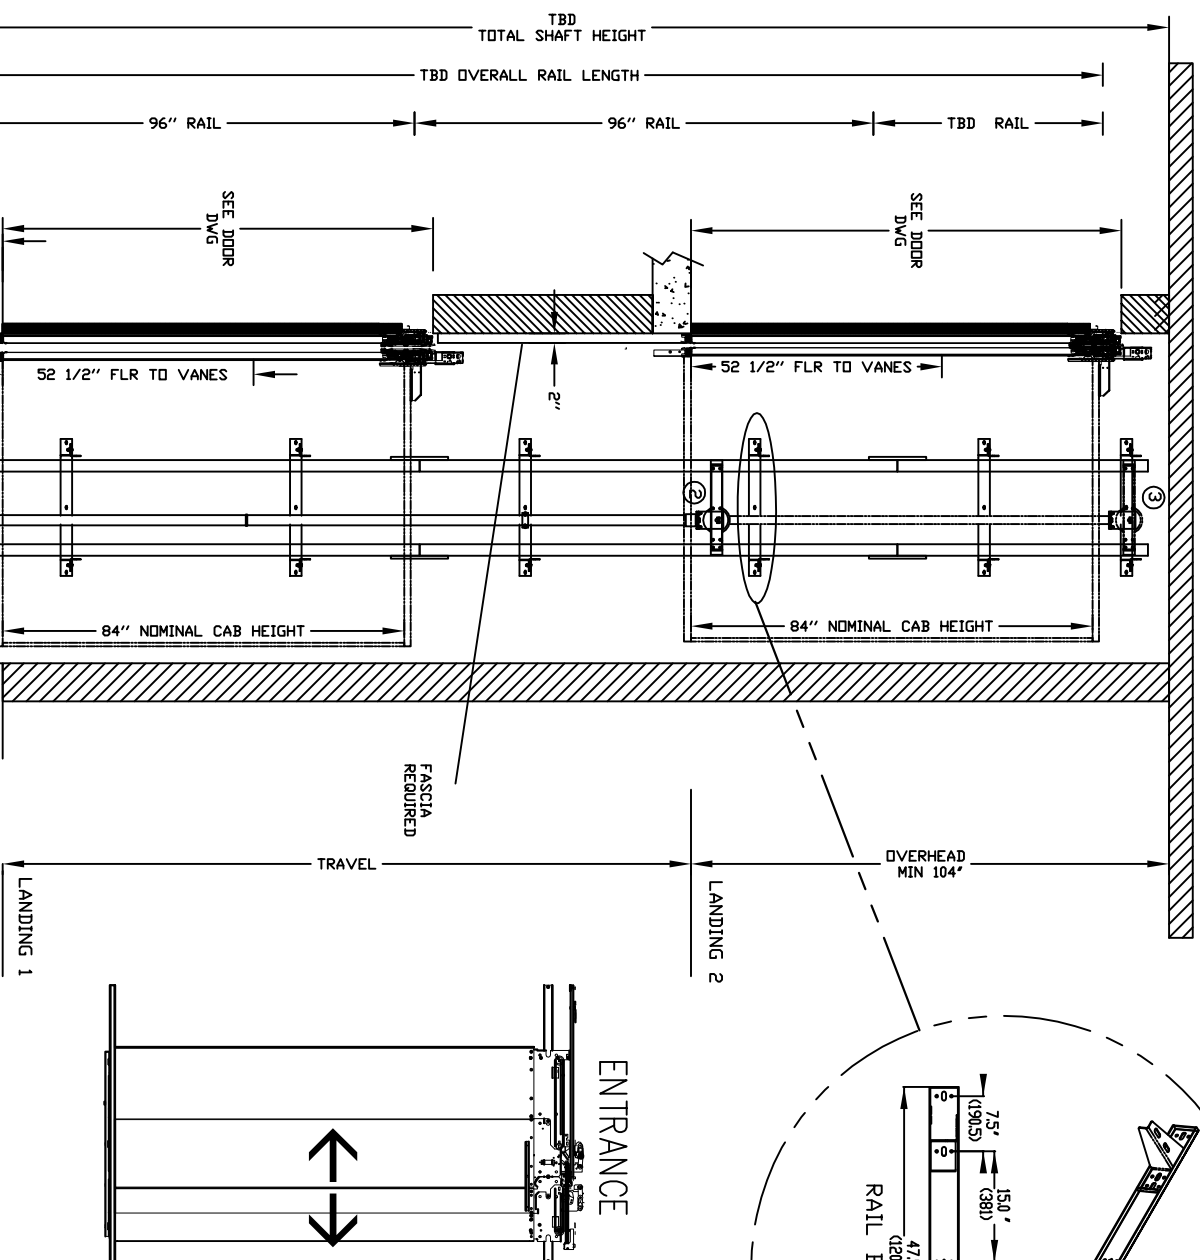 TBD
TOTAL SHAFT HEIGHT
TBD OVERALL RAIL LENGTH
96" RAIL
96" RAIL
TBD RAIL
SEE DOOR
DWG
SEE DOOR
DWG
52 1/2" FLR TO VANES
52 1/2" FLR TO VANES
2"
2
3
84" NOMINAL CAB HEIGHT
84" NOMINAL CAB HEIGHT
FASCIA
REQUIRED
TRAVEL
OVERHEAD
MIN 104"
LANDING 1
LANDING 2
ENTRANCE
7.5"
(190.5)
15.0"
(381)
RAIL